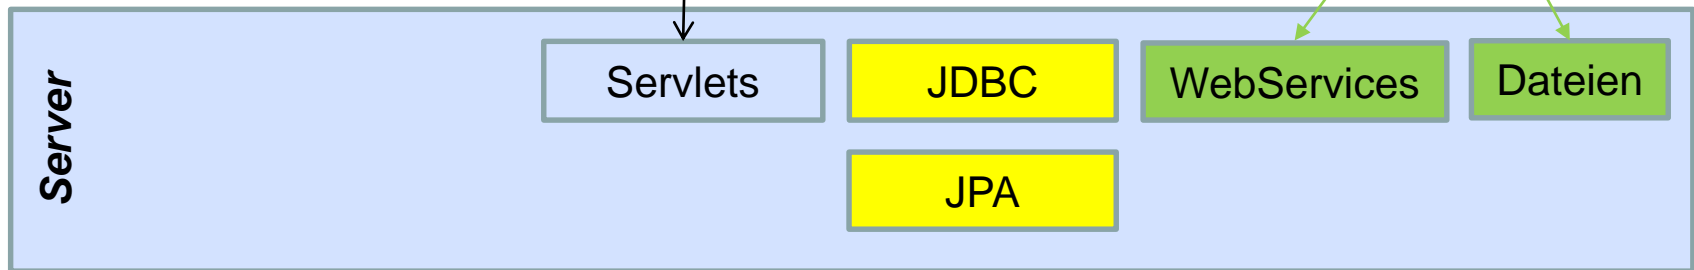 Server
Servlets
JDBC
WebServices
Dateien
JPA